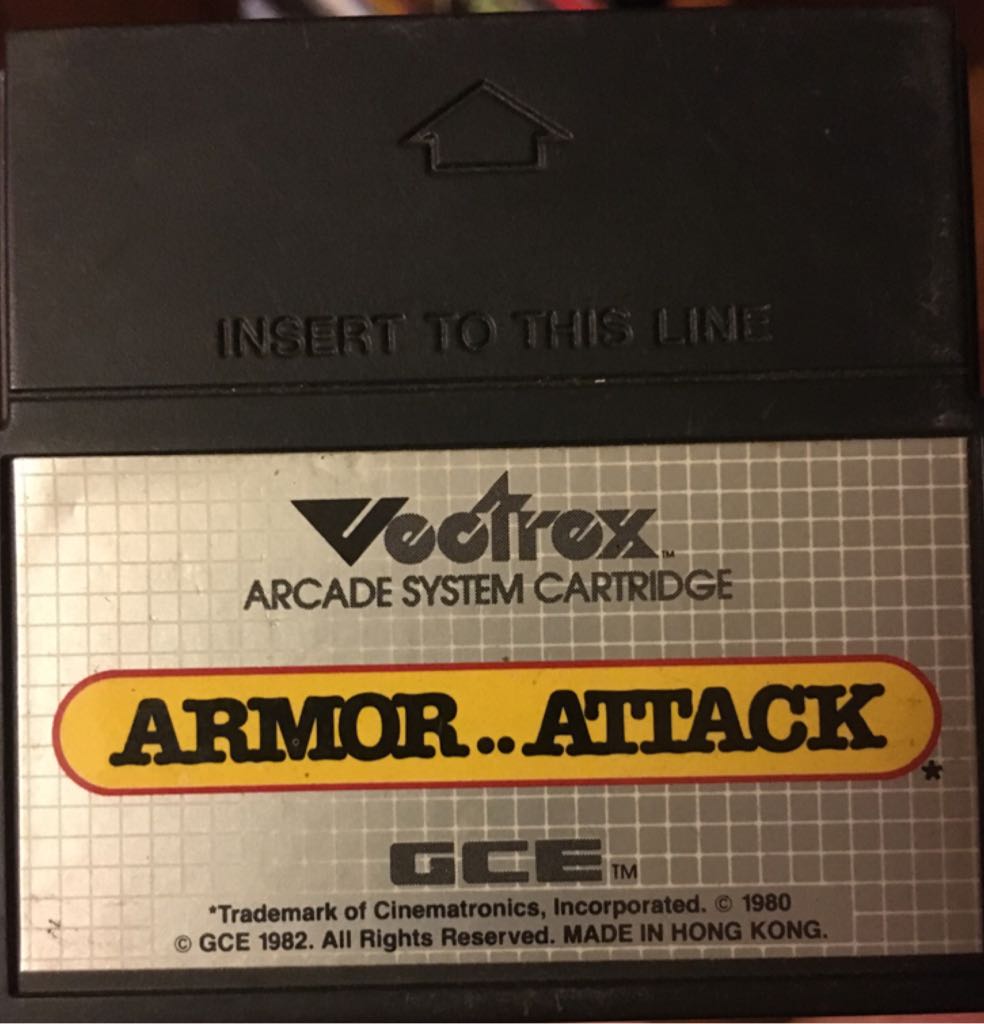 INSERT TO THIS LINE
Vectrex™
ARCADE SYSTEM CARTRIDGE
ARMOR..ATTACK*
GCE™
*Trademark of Cinematronics, Incorporated. © 1980
© GCE 1982. All Rights Reserved. MADE IN HONG KONG.